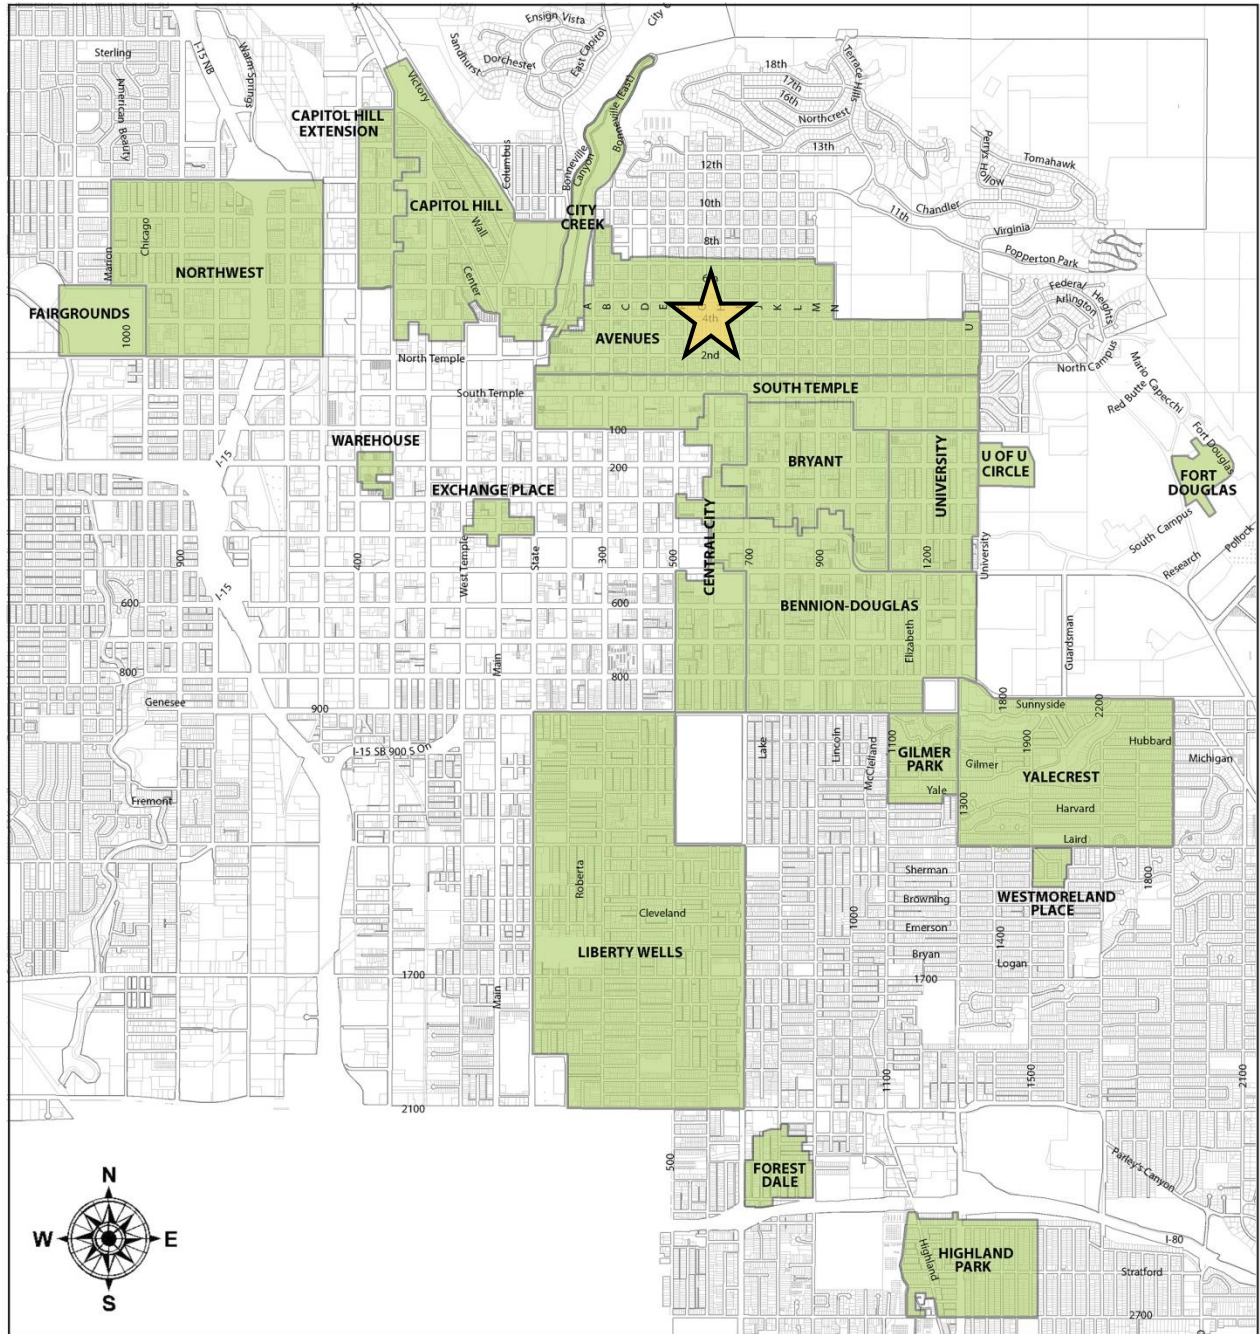 Ensign Vista
Sterling
I-15 NB
Warm Springs
American Beauty
Sandhurst
Dorchester
East Capitol
Terrace Hills
18th
17th
16th
Northcrest
13th
Victory
CAPITOL HILL
EXTENSION
Bonneville (East)
Columbus
Bonneville
Canyon
12th
Perrys Hollow
Tomahawk
CAPITOL HILL
Wall
CITY
CREEK
10th
11th
Chandler
Virginia
Chicago
Marion
8th
Popperton Park
NORTHWEST
Center
FAIRGROUNDS
1000
A
B
C
D
E
J
K
L
M
N
U
4th
Federal Heights
Arlington
AVENUES
2nd
North Temple
North Campus
Mario Capecchi
SOUTH TEMPLE
South Temple
Red Butte
100
WAREHOUSE
I-15
200
BRYANT
UNIVERSITY
U OF U
CIRCLE
Fort Douglas
FORT
DOUGLAS
EXCHANGE PLACE
CENTRAL CITY
South Campus
900
400
West Temple
State
300
500
700
900
1200
University
Research
Pollock
I-15
600
600
BENNION-DOUGLAS
Elizabeth
Guardsman
800
Main
800
Genesee
900
1800
Sunnyside
2200
I-15 SB 900 S On
Lake
Lincoln
McClelland
1100
GILMER
PARK
Gilmer
1900
Hubbard
Michigan
YALECREST
Fremont
Yale
1300
Harvard
Laird
Roberta
Sherman
1800
Browning
WESTMORELAND
PLACE
Cleveland
1000
Emerson
1400
LIBERTY WELLS
Bryan
Logan
1700
1700
Main
1100
1500
2100
2100
500
FOREST
DALE
Parley's Canyon
N
W
E
S
I-80
Highland
HIGHLAND
PARK
Stratford
2700